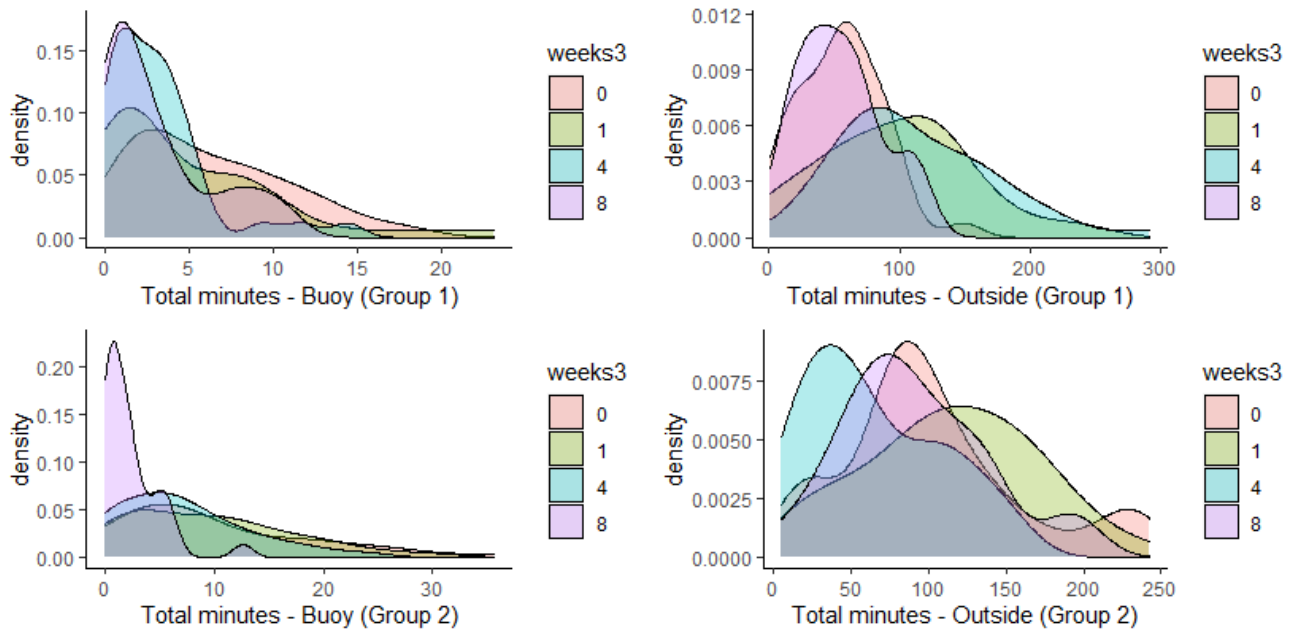 density
0.15
0.10
0.05
0.00
0 5 10 15 20
Total minutes - Buoy (Group 1)
weeks3
0
1
4
8
density
0.012
0.009
0.006
0.003
0.000
0 100 200 300
Total minutes - Outside (Group 1)
weeks3
0
1
4
8
density
0.20
0.15
0.10
0.05
0.00
0 10 20 30
Total minutes - Buoy (Group 2)
weeks3
0
1
4
8
density
0.0075
0.0050
0.0025
0.0000
0 50 100 150 200 250
Total minutes - Outside (Group 2)
weeks3
0
1
4
8